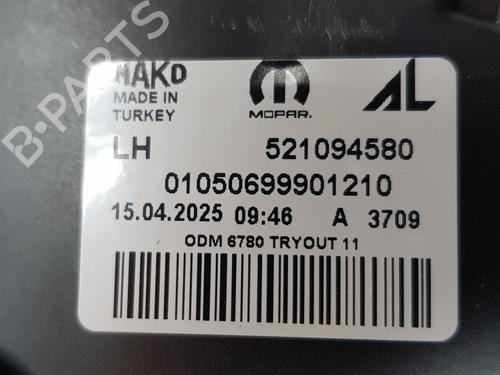 B-PARTS
MAKO
MADE IN
TURKEY
MOPAR.
AL
LH 521094580
01050699901210
15.04.2025 09:46 A 3709
ODM 6780 TRYOUT 11